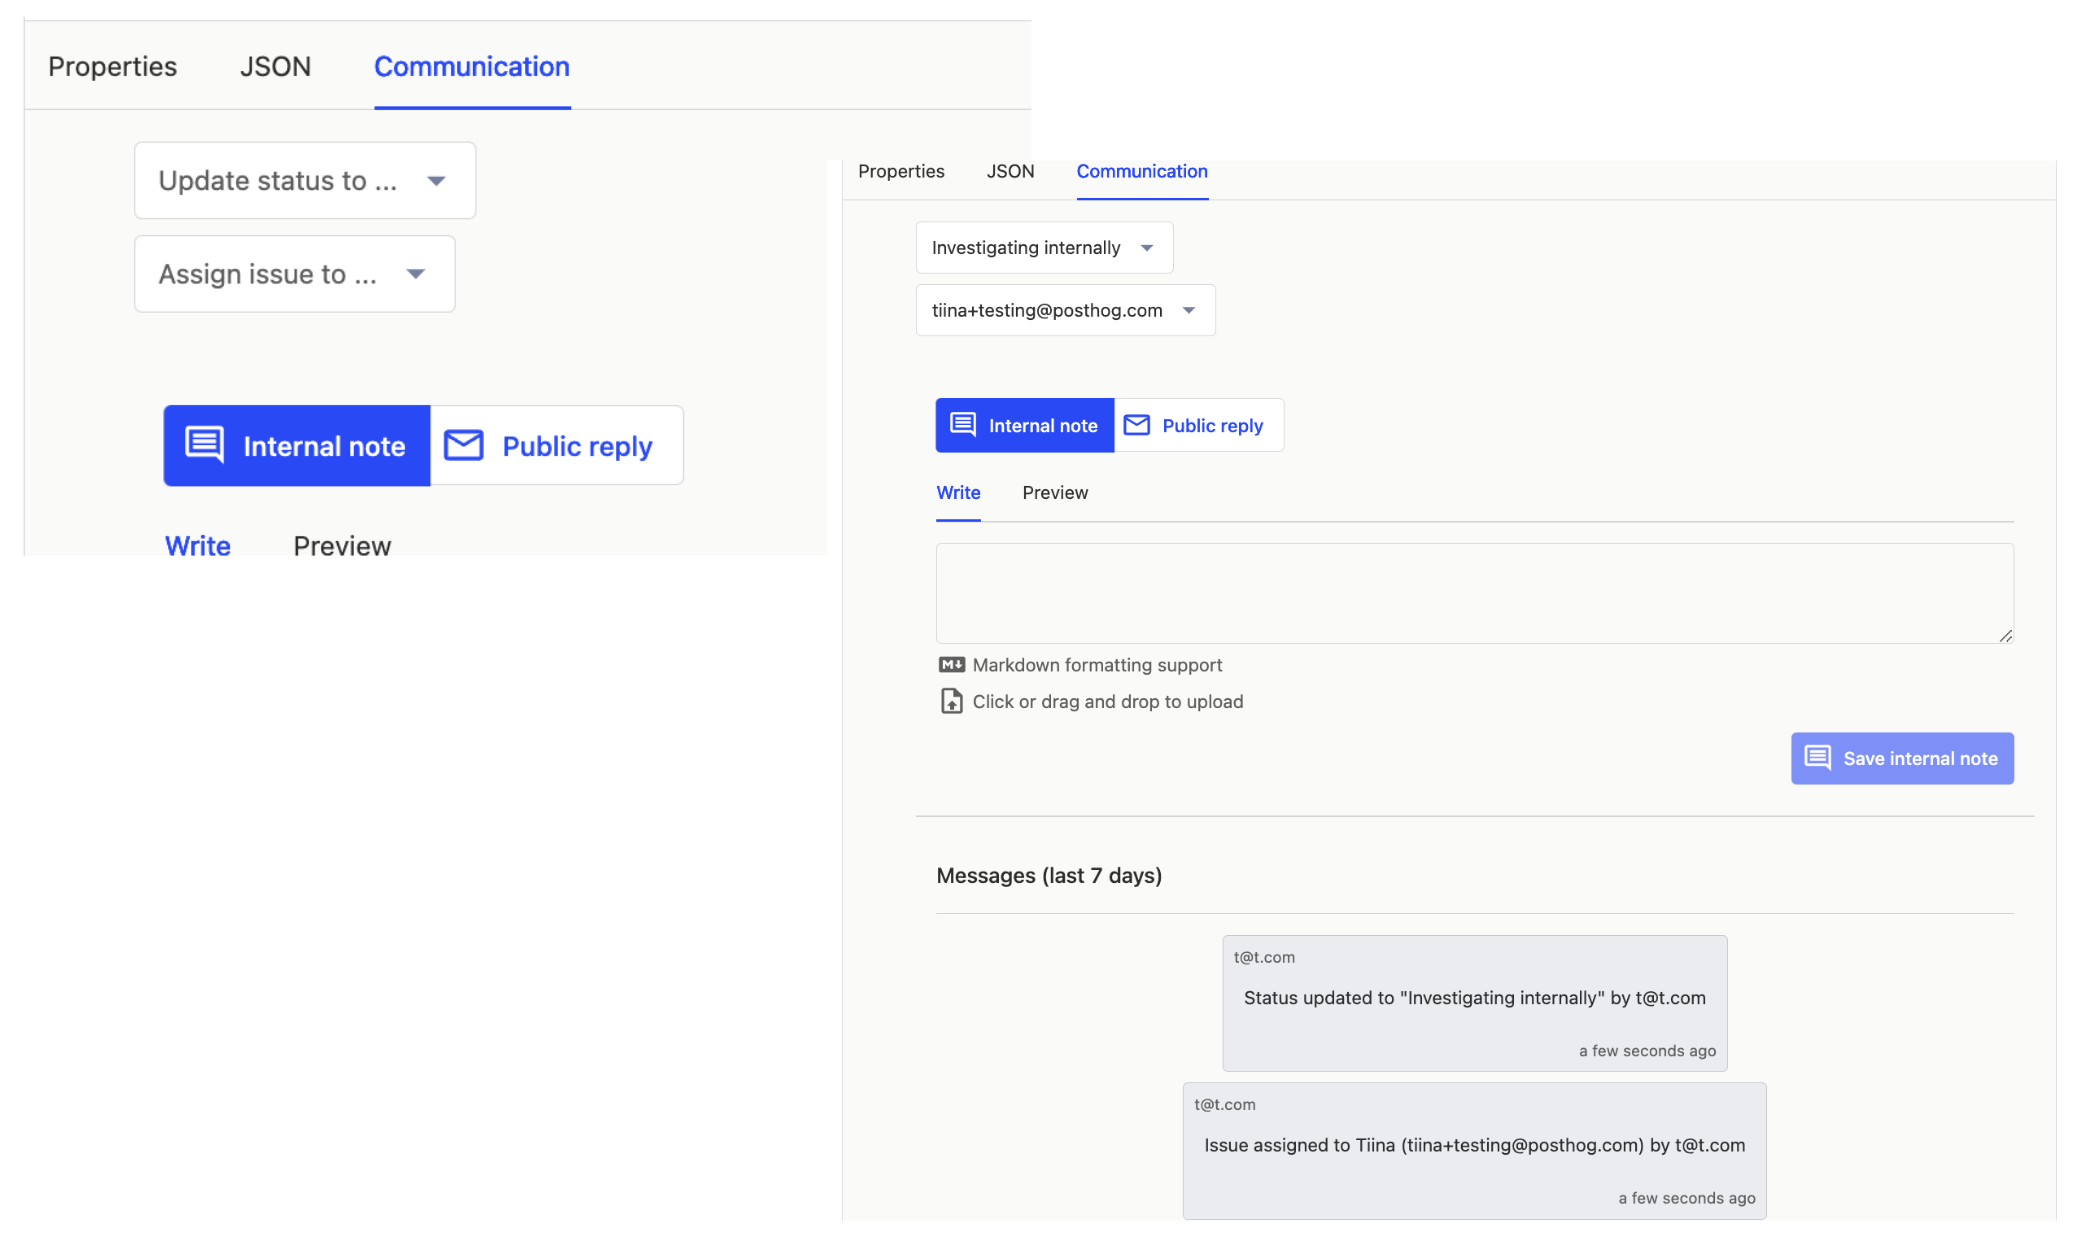 Properties JSON Communication
Update status to ...
Assign issue to ...
Internal note Public reply
Write Preview
Properties JSON Communication
Investigating internally
tiina+testing@posthog.com
Internal note Public reply
Write Preview
M
Markdown formatting support
Click or drag and drop to upload
Save internal note
Messages (last 7 days)
t@t.com
Status updated to "Investigating internally" by t@t.com
a few seconds ago
t@t.com
Issue assigned to Tiina (tiina+testing@posthog.com) by t@t.com
a few seconds ago